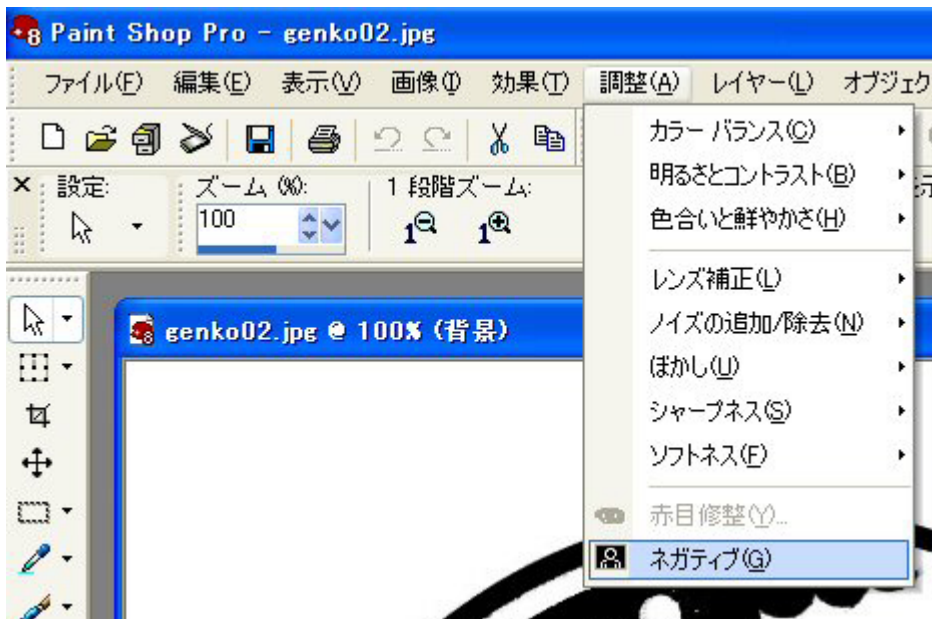 8 Paint Shop Pro - genko02.jpg
ファイル(F) 編集(E) 表示(V) 画像(I) 効果(T) 調整(A) レイヤー(L) オブジェク
設定: ズーム (%): 1 段階ズーム:
100 1 1
genko02.jpg @ 100% (背景)
カラー バランス(C)
明るさとコントラスト(B)
色合いと鮮やかさ(H)
レンズ補正(L)
ノイズの追加/除去(N)
ぼかし(U)
シャープネス(S)
ソフトネス(F)
赤目修整(Y)...
ネガティブ(G)